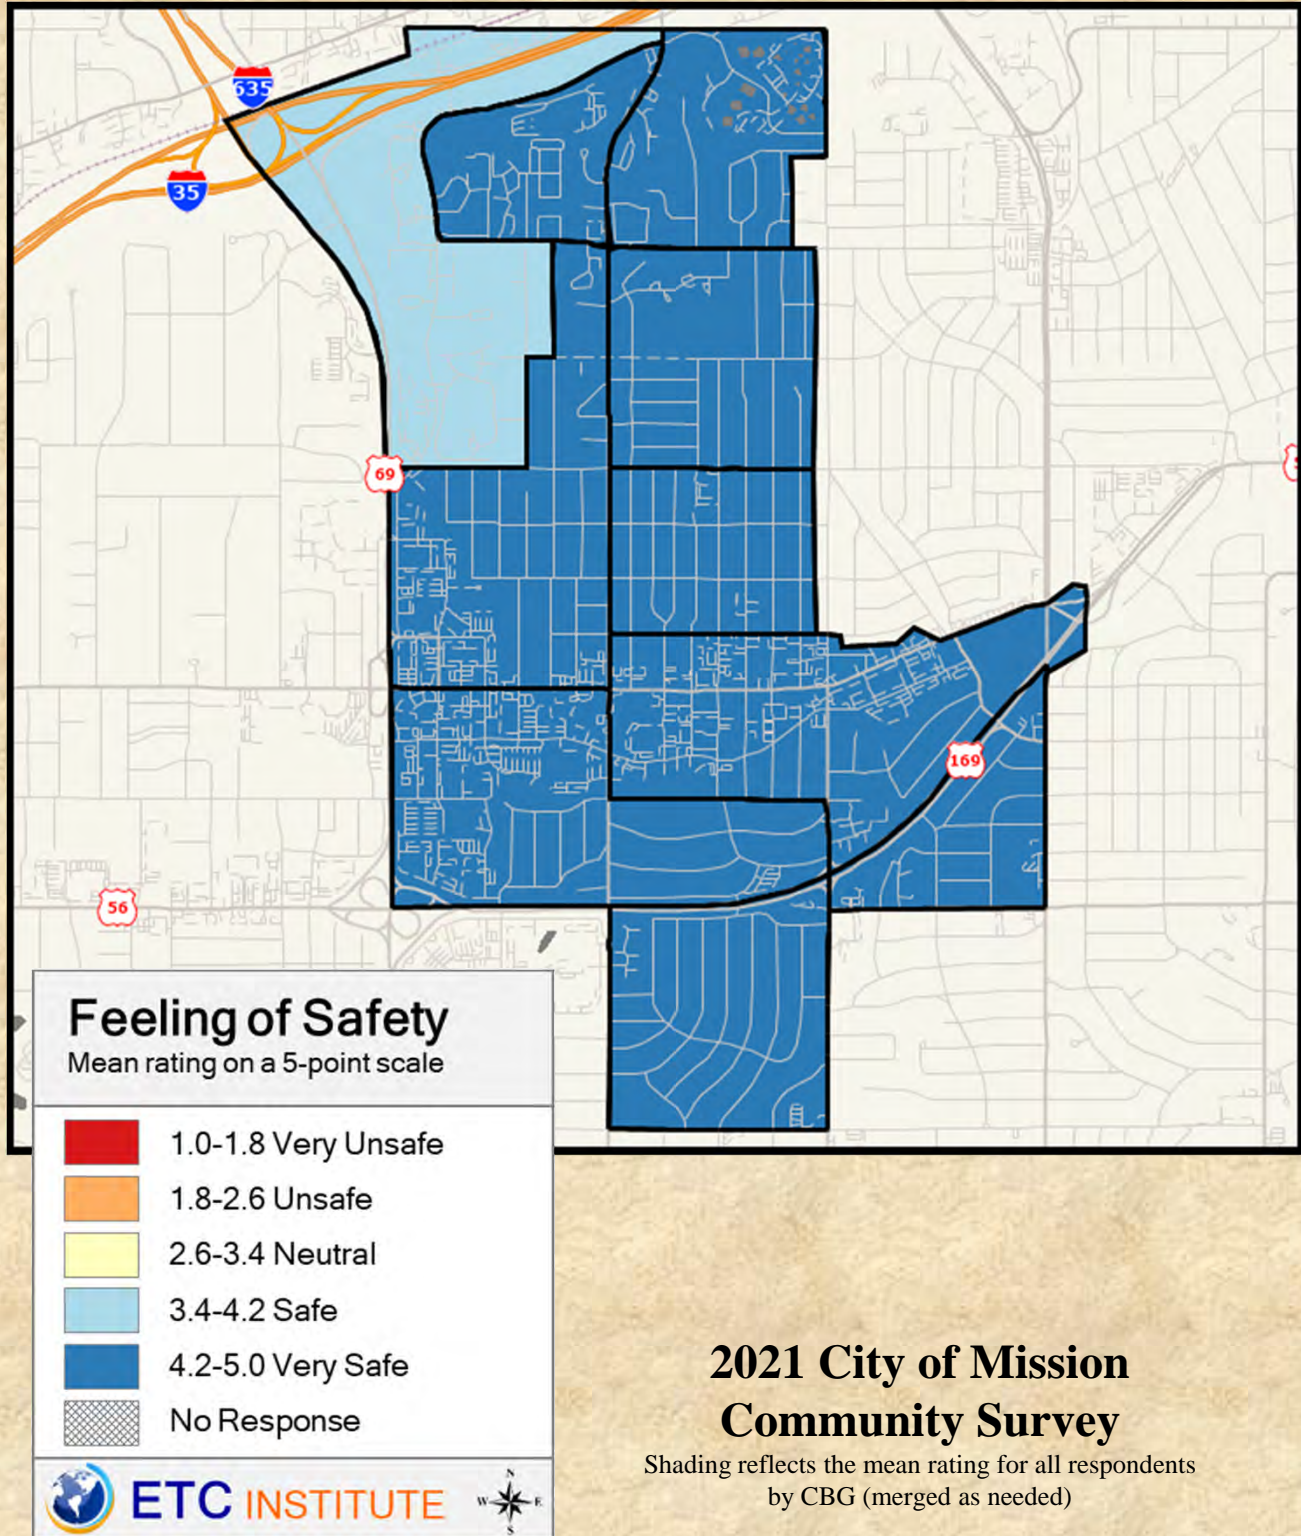 635
35
69
169
56
Feeling of Safety
Mean rating on a 5-point scale
1.0-1.8 Very Unsafe
1.8-2.6 Unsafe
2.6-3.4 Neutral
3.4-4.2 Safe
4.2-5.0 Very Safe
No Response
ETC INSTITUTE
N
W E
S
2021 City of Mission
Community Survey
Shading reflects the mean rating for all respondents
by CBG (merged as needed)